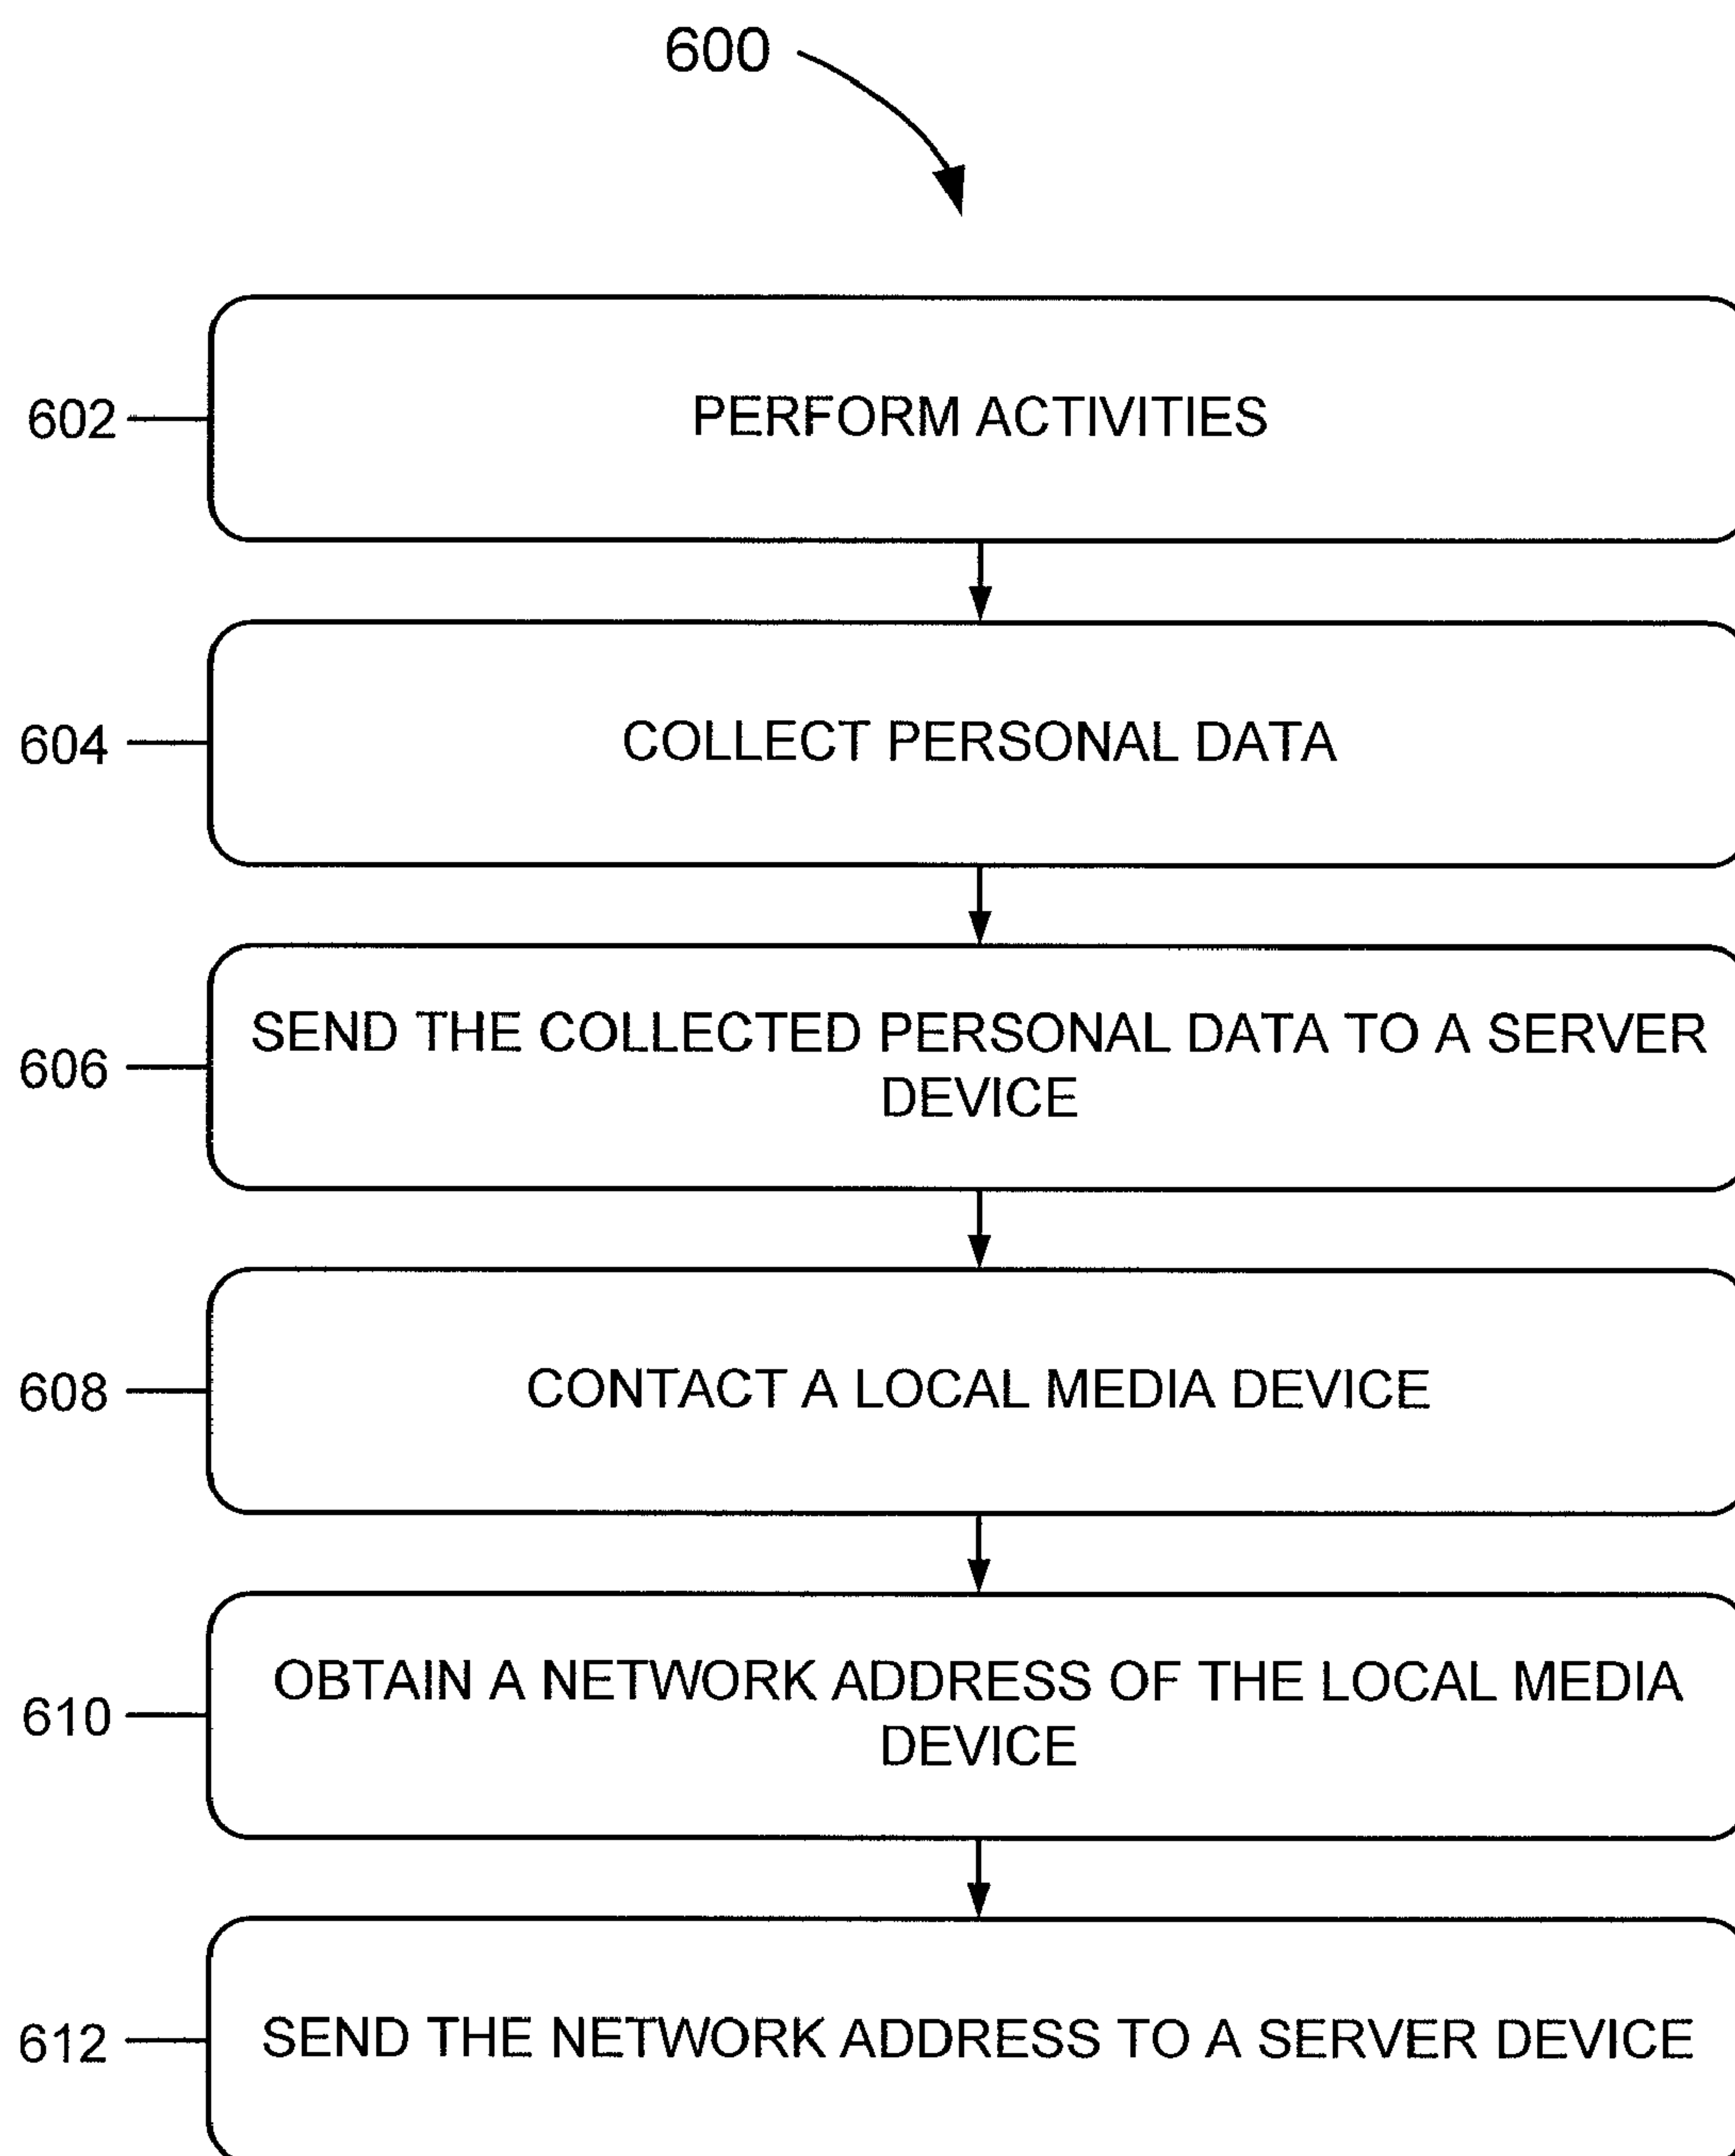 600
602
PERFORM ACTIVITIES
604
COLLECT PERSONAL DATA
606
SEND THE COLLECTED PERSONAL DATA TO A SERVER
DEVICE
608
CONTACT A LOCAL MEDIA DEVICE
610
OBTAIN A NETWORK ADDRESS OF THE LOCAL MEDIA
DEVICE
612
SEND THE NETWORK ADDRESS TO A SERVER DEVICE